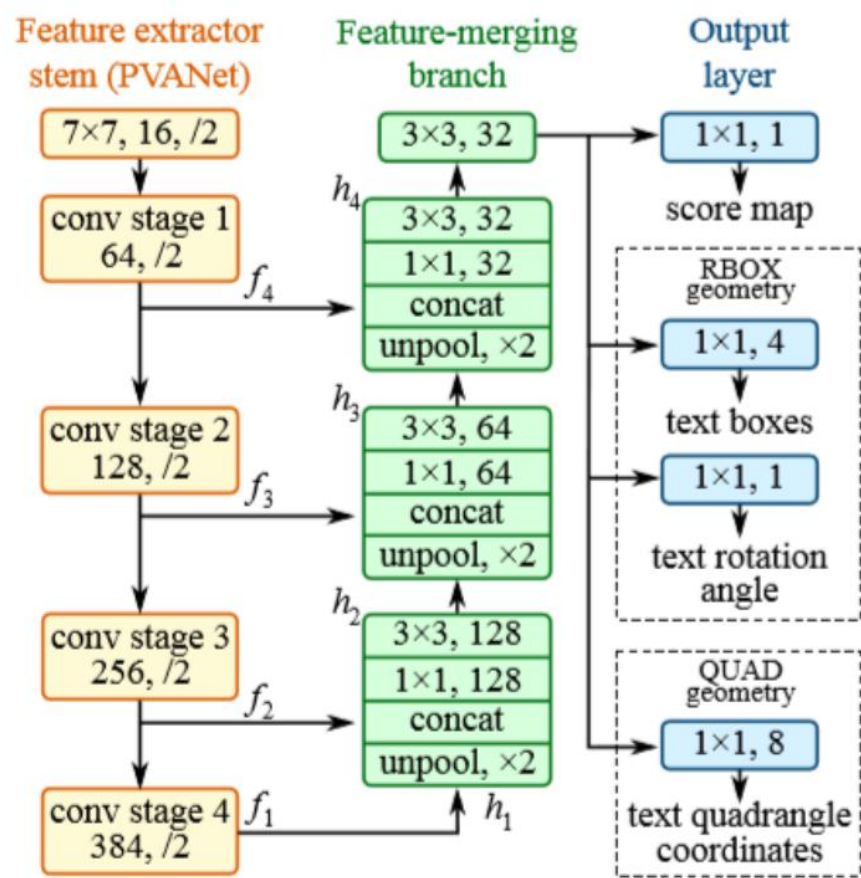 Feature extractor
stem (PVANet)
7×7, 16, /2
conv stage 1
64, /2
f4
conv stage 2
128, /2
f3
conv stage 3
256, /2
f2
conv stage 4
384, /2
f1
Feature-merging
branch
3×3, 32
h4
3×3, 32
1×1, 32
concat
unpool, ×2
h3
3×3, 64
1×1, 64
concat
unpool, ×2
h2
3×3, 128
1×1, 128
concat
unpool, ×2
h1
Output
layer
1×1, 1
score map
RBOX
geometry
1×1, 4
text boxes
1×1, 1
text rotation
angle
QUAD
geometry
1×1, 8
text quadrangle
coordinates